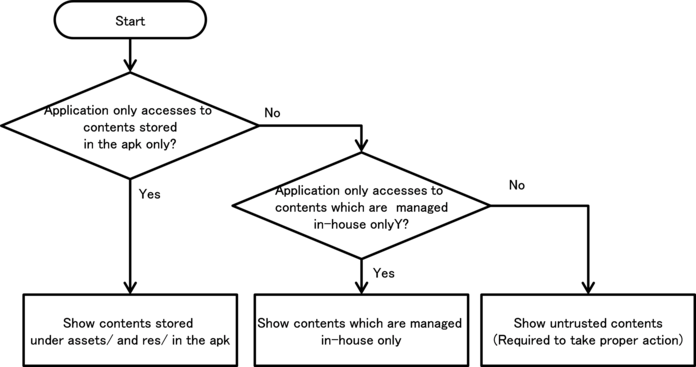 Start
Application only accesses to
contents stored
in the apk only?
No
Yes
Application only accesses to
contents which are managed
in-house onlyY?
No
Yes
Show contents stored
under assets/ and res/ in the apk
Show contents which are managed
in-house only
Show untrusted contents
(Required to take proper action)